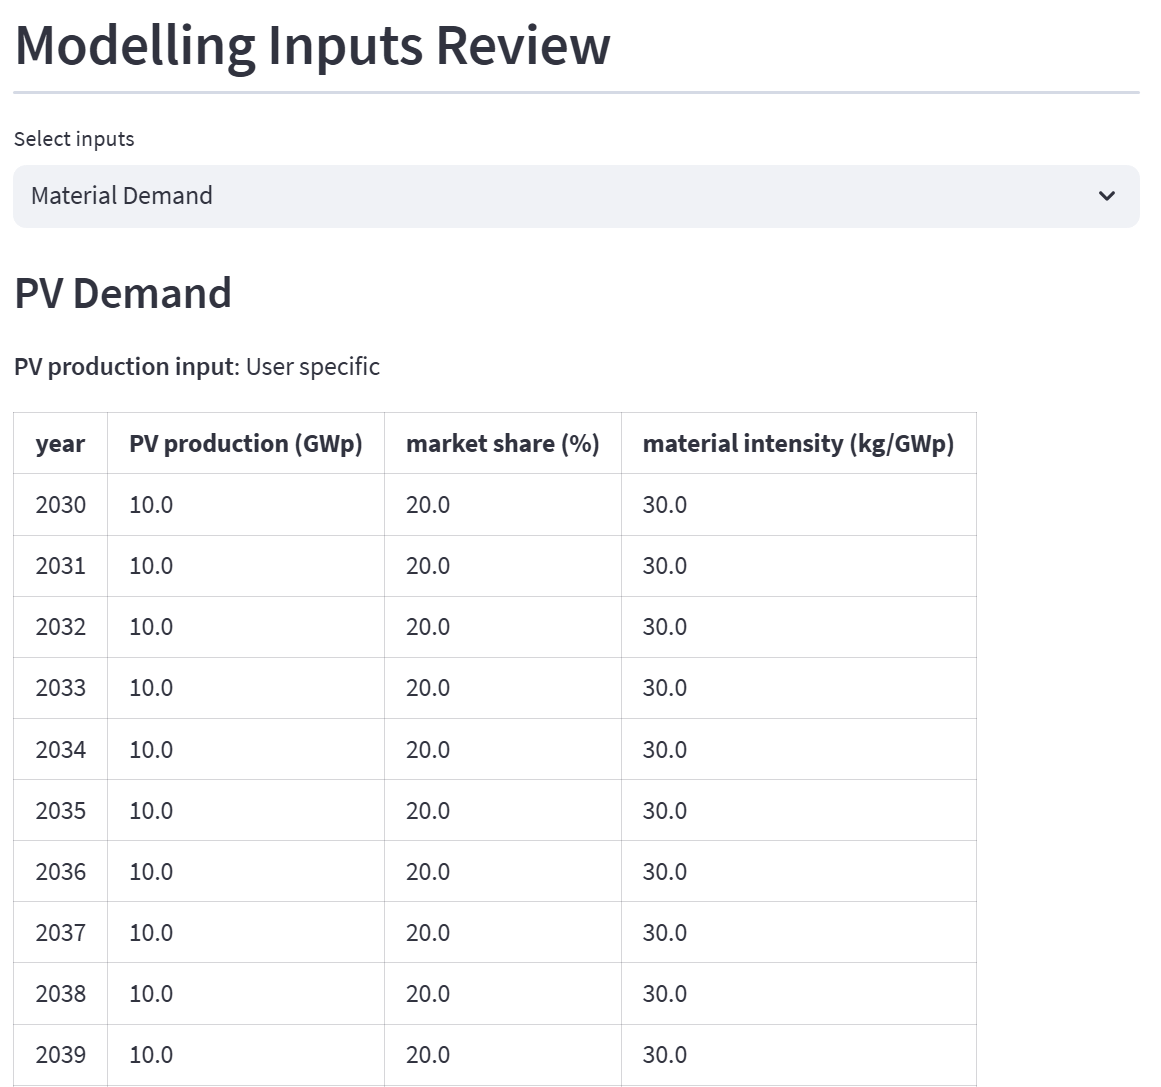 Modelling Inputs Review
Select inputs
Material Demand
PV Demand
PV production input: User specific
year PV production (GWp) market share (%) material intensity (kg/GWp)
2030 10.0 20.0 30.0
2031 10.0 20.0 30.0
2032 10.0 20.0 30.0
2033 10.0 20.0 30.0
2034 10.0 20.0 30.0
2035 10.0 20.0 30.0
2036 10.0 20.0 30.0
2037 10.0 20.0 30.0
2038 10.0 20.0 30.0
2039 10.0 20.0 30.0